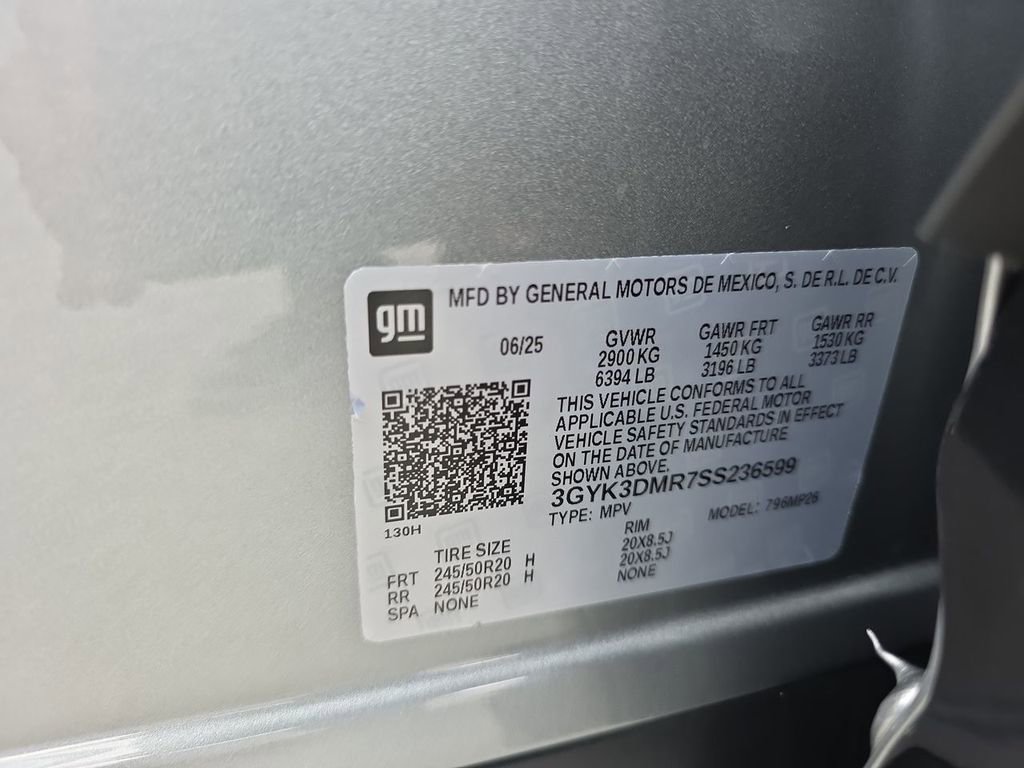 gm
MFD BY GENERAL MOTORS DE MEXICO, S. DE R.L. DE C.V.
06/25
GVWR GAWR FRT GAWR RR
2900 KG 1450 KG 1530 KG
6394 LB 3196 LB 3373 LB
THIS VEHICLE CONFORMS TO ALL
APPLICABLE U.S. FEDERAL MOTOR
VEHICLE SAFETY STANDARDS IN EFFECT
ON THE DATE OF MANUFACTURE
SHOWN ABOVE.
3GYK3DMR7SS236599
TYPE: MPV MODEL: 796MP26
130H
TIRE SIZE RIM
FRT 245/50R20 H 20X8.5J
RR 245/50R20 H 20X8.5J
SPA NONE NONE